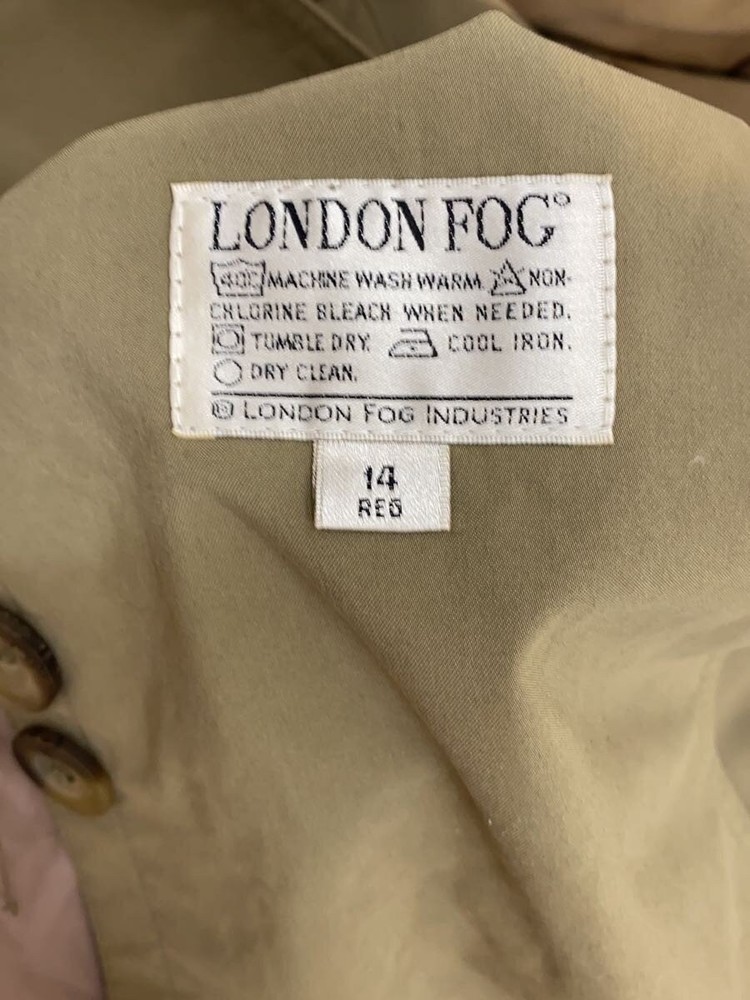 LONDON FOG®
40C MACHINE WASH WARM. NON-
CHLORINE BLEACH WHEN NEEDED.
TUMBLE DRY. COOL IRON.
DRY CLEAN.
© LONDON FOG INDUSTRIES
14
REG